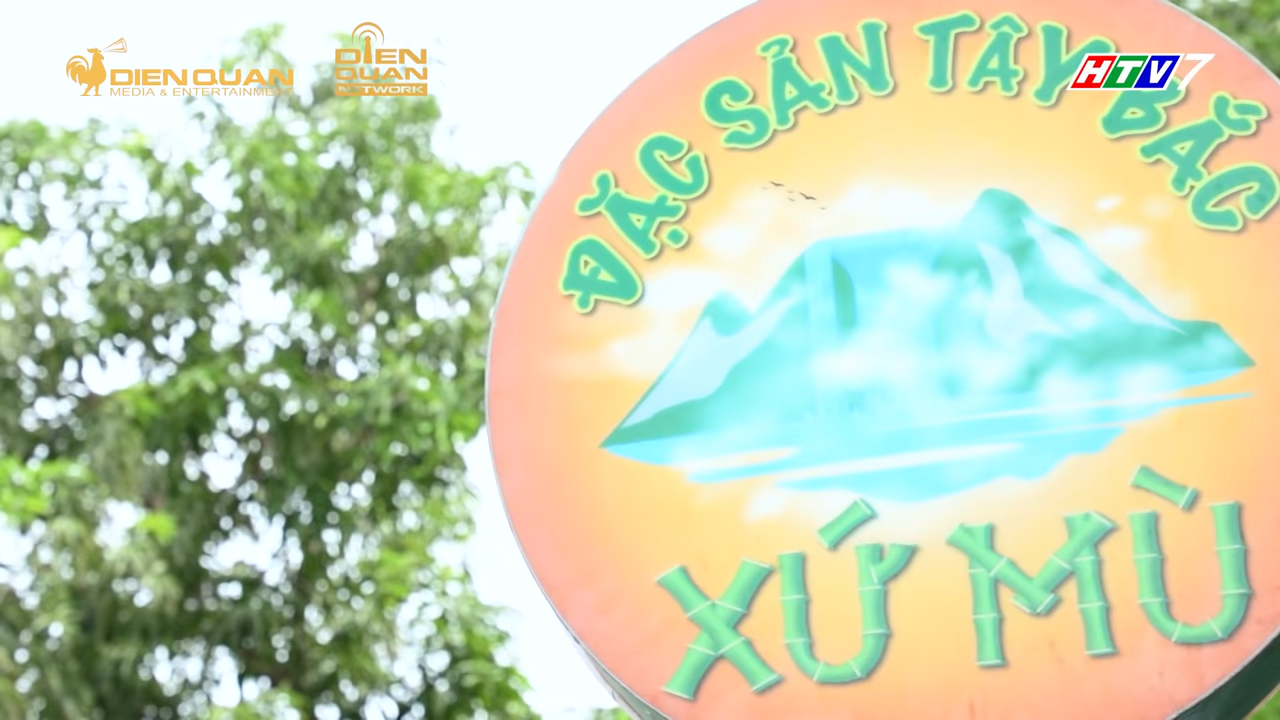 DIEN QUAN
MEDIA & ENTERTAINMENT
DIEN
QUAN
NETWORK
HTV7
ĐẶC SẢN TÂY BẮC
XỨ MÙ